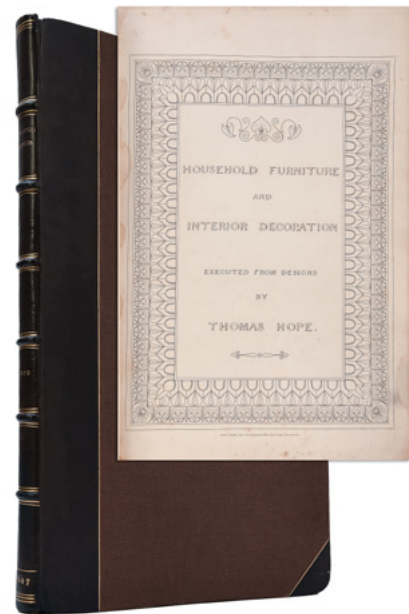 HOUSEHOLD FURNITURE
AND
INTERIOR DECORATION
EXECUTED FROM DESIGNS
BY
THOMAS HOPE.